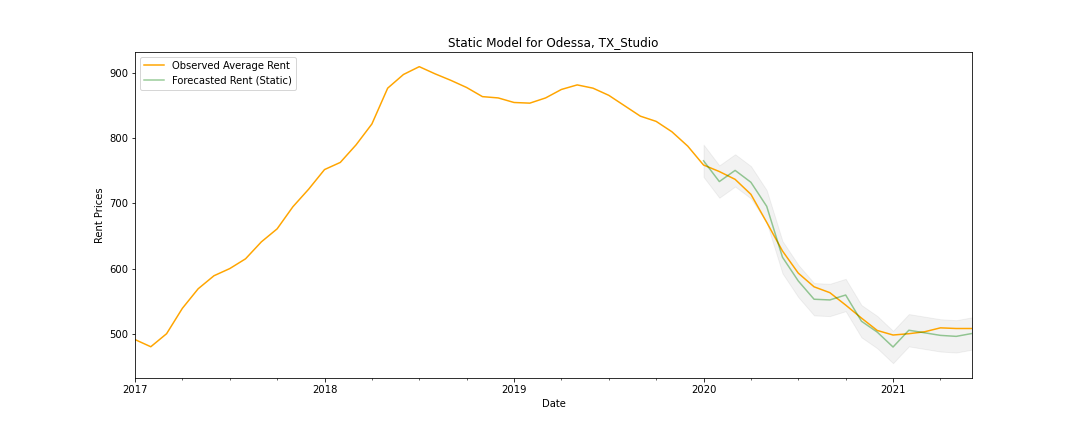 Static Model for Odessa, TX_Studio
Observed Average Rent
Forecasted Rent (Static)
900
800
700
600
500
Rent Prices
2017 2018 2019 2020 2021
Date